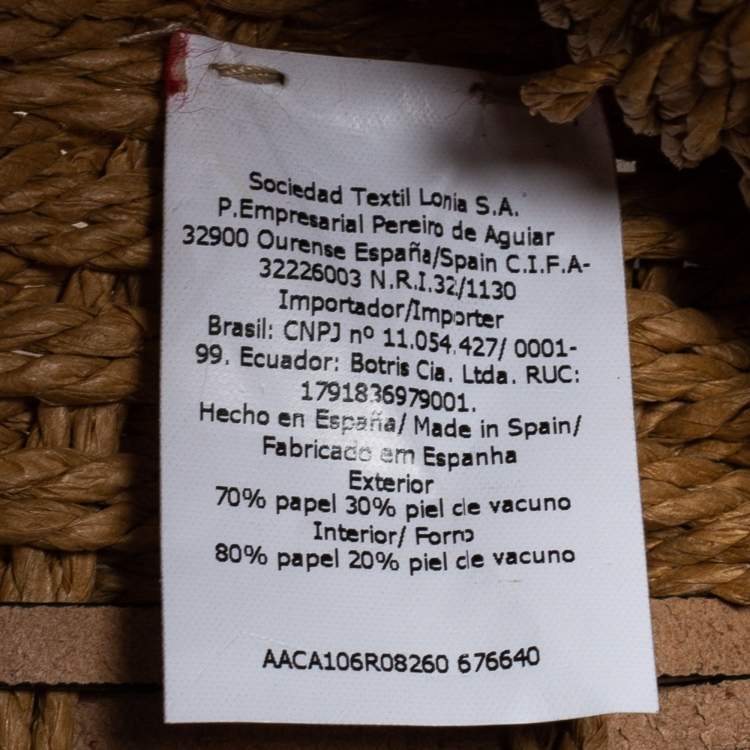 Sociedad Textil Lonia S.A.
P.Empresarial Pereiro de Aguiar
32900 Ourense España/Spain C.I.F.A-
32226003 N.R.I.32/1130
Importador/Importer
Brasil: CNPJ nº 11.054.427/ 0001-
99. Ecuador: Botris Cia. Ltda. RUC:
1791836979001.
Hecho en España/ Made in Spain/
Fabricado em Espanha
Exterior
70% papel 30% piel de vacuno
Interior/ Forro
80% papel 20% piel de vacuno
AACA106R08260 676640